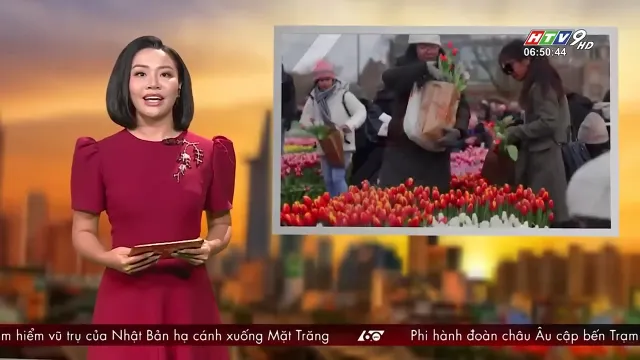 HTV9 HD
06:50:44
m hiểm vũ trụ của Nhật Bản hạ cánh xuống Mặt Trăng
60
Phi hành đoàn châu Âu cập bến Trạm